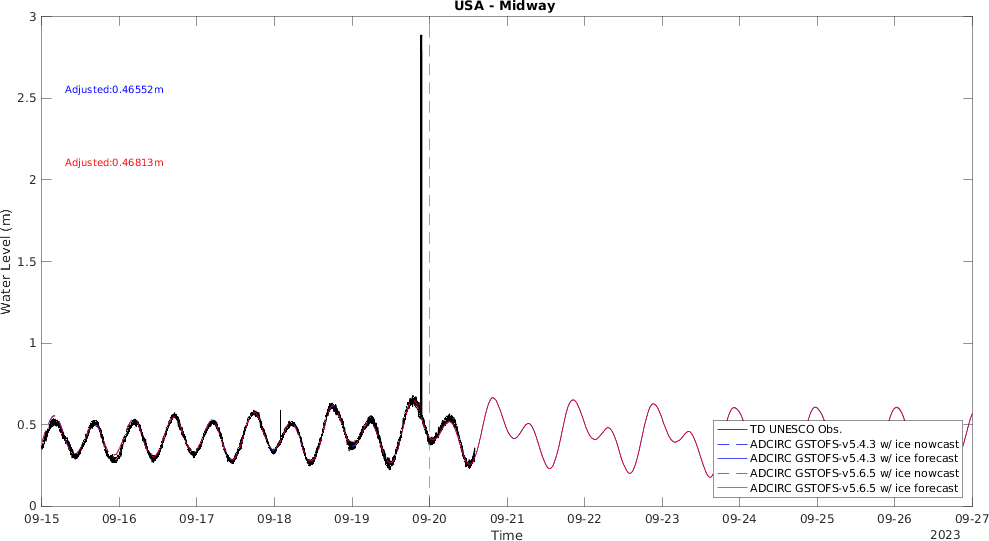 USA - Midway
3
2.5
2
1.5
1
0.5
0
Water Level (m)
Adjusted:0.46552m
Adjusted:0.46813m
TD UNESCO Obs.
ADCIRC GSTOFS-v5.4.3 w/ ice nowcast
ADCIRC GSTOFS-v5.4.3 w/ ice forecast
ADCIRC GSTOFS-v5.6.5 w/ ice nowcast
ADCIRC GSTOFS-v5.6.5 w/ ice forecast
09-15 09-16 09-17 09-18 09-19 09-20 09-21 09-22 09-23 09-24 09-25 09-26 09-27
Time
2023